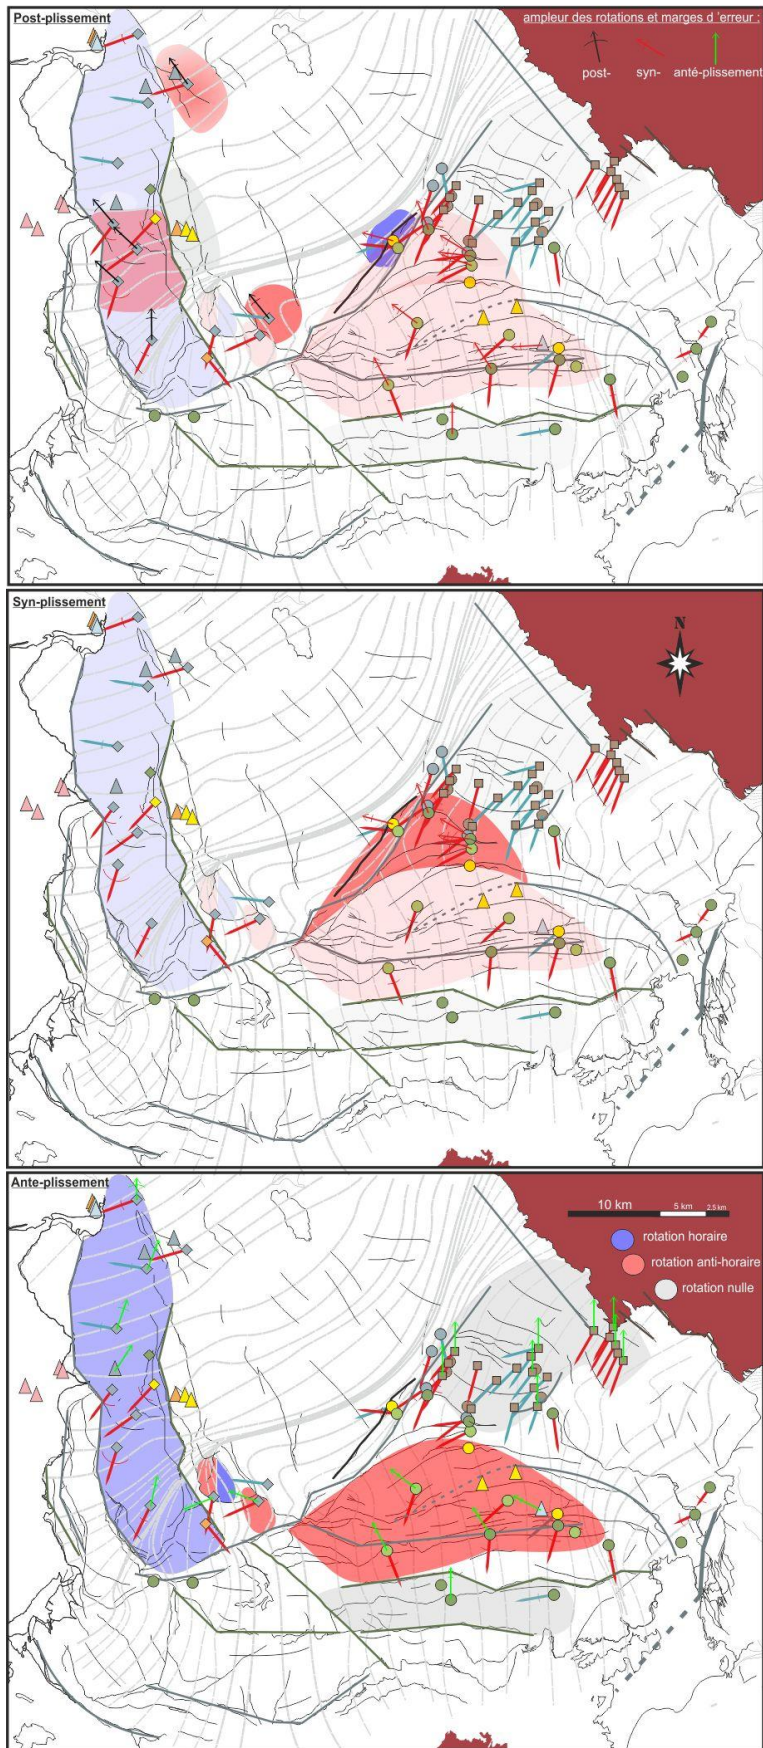 Post-plissement
ampleur des rotations et marges d 'erreur :
post- syn- anté-plissement
Syn-plissement
N
Ante-plissement
10 km 5 km 2.5 km
rotation horaire
rotation anti-horaire
rotation nulle